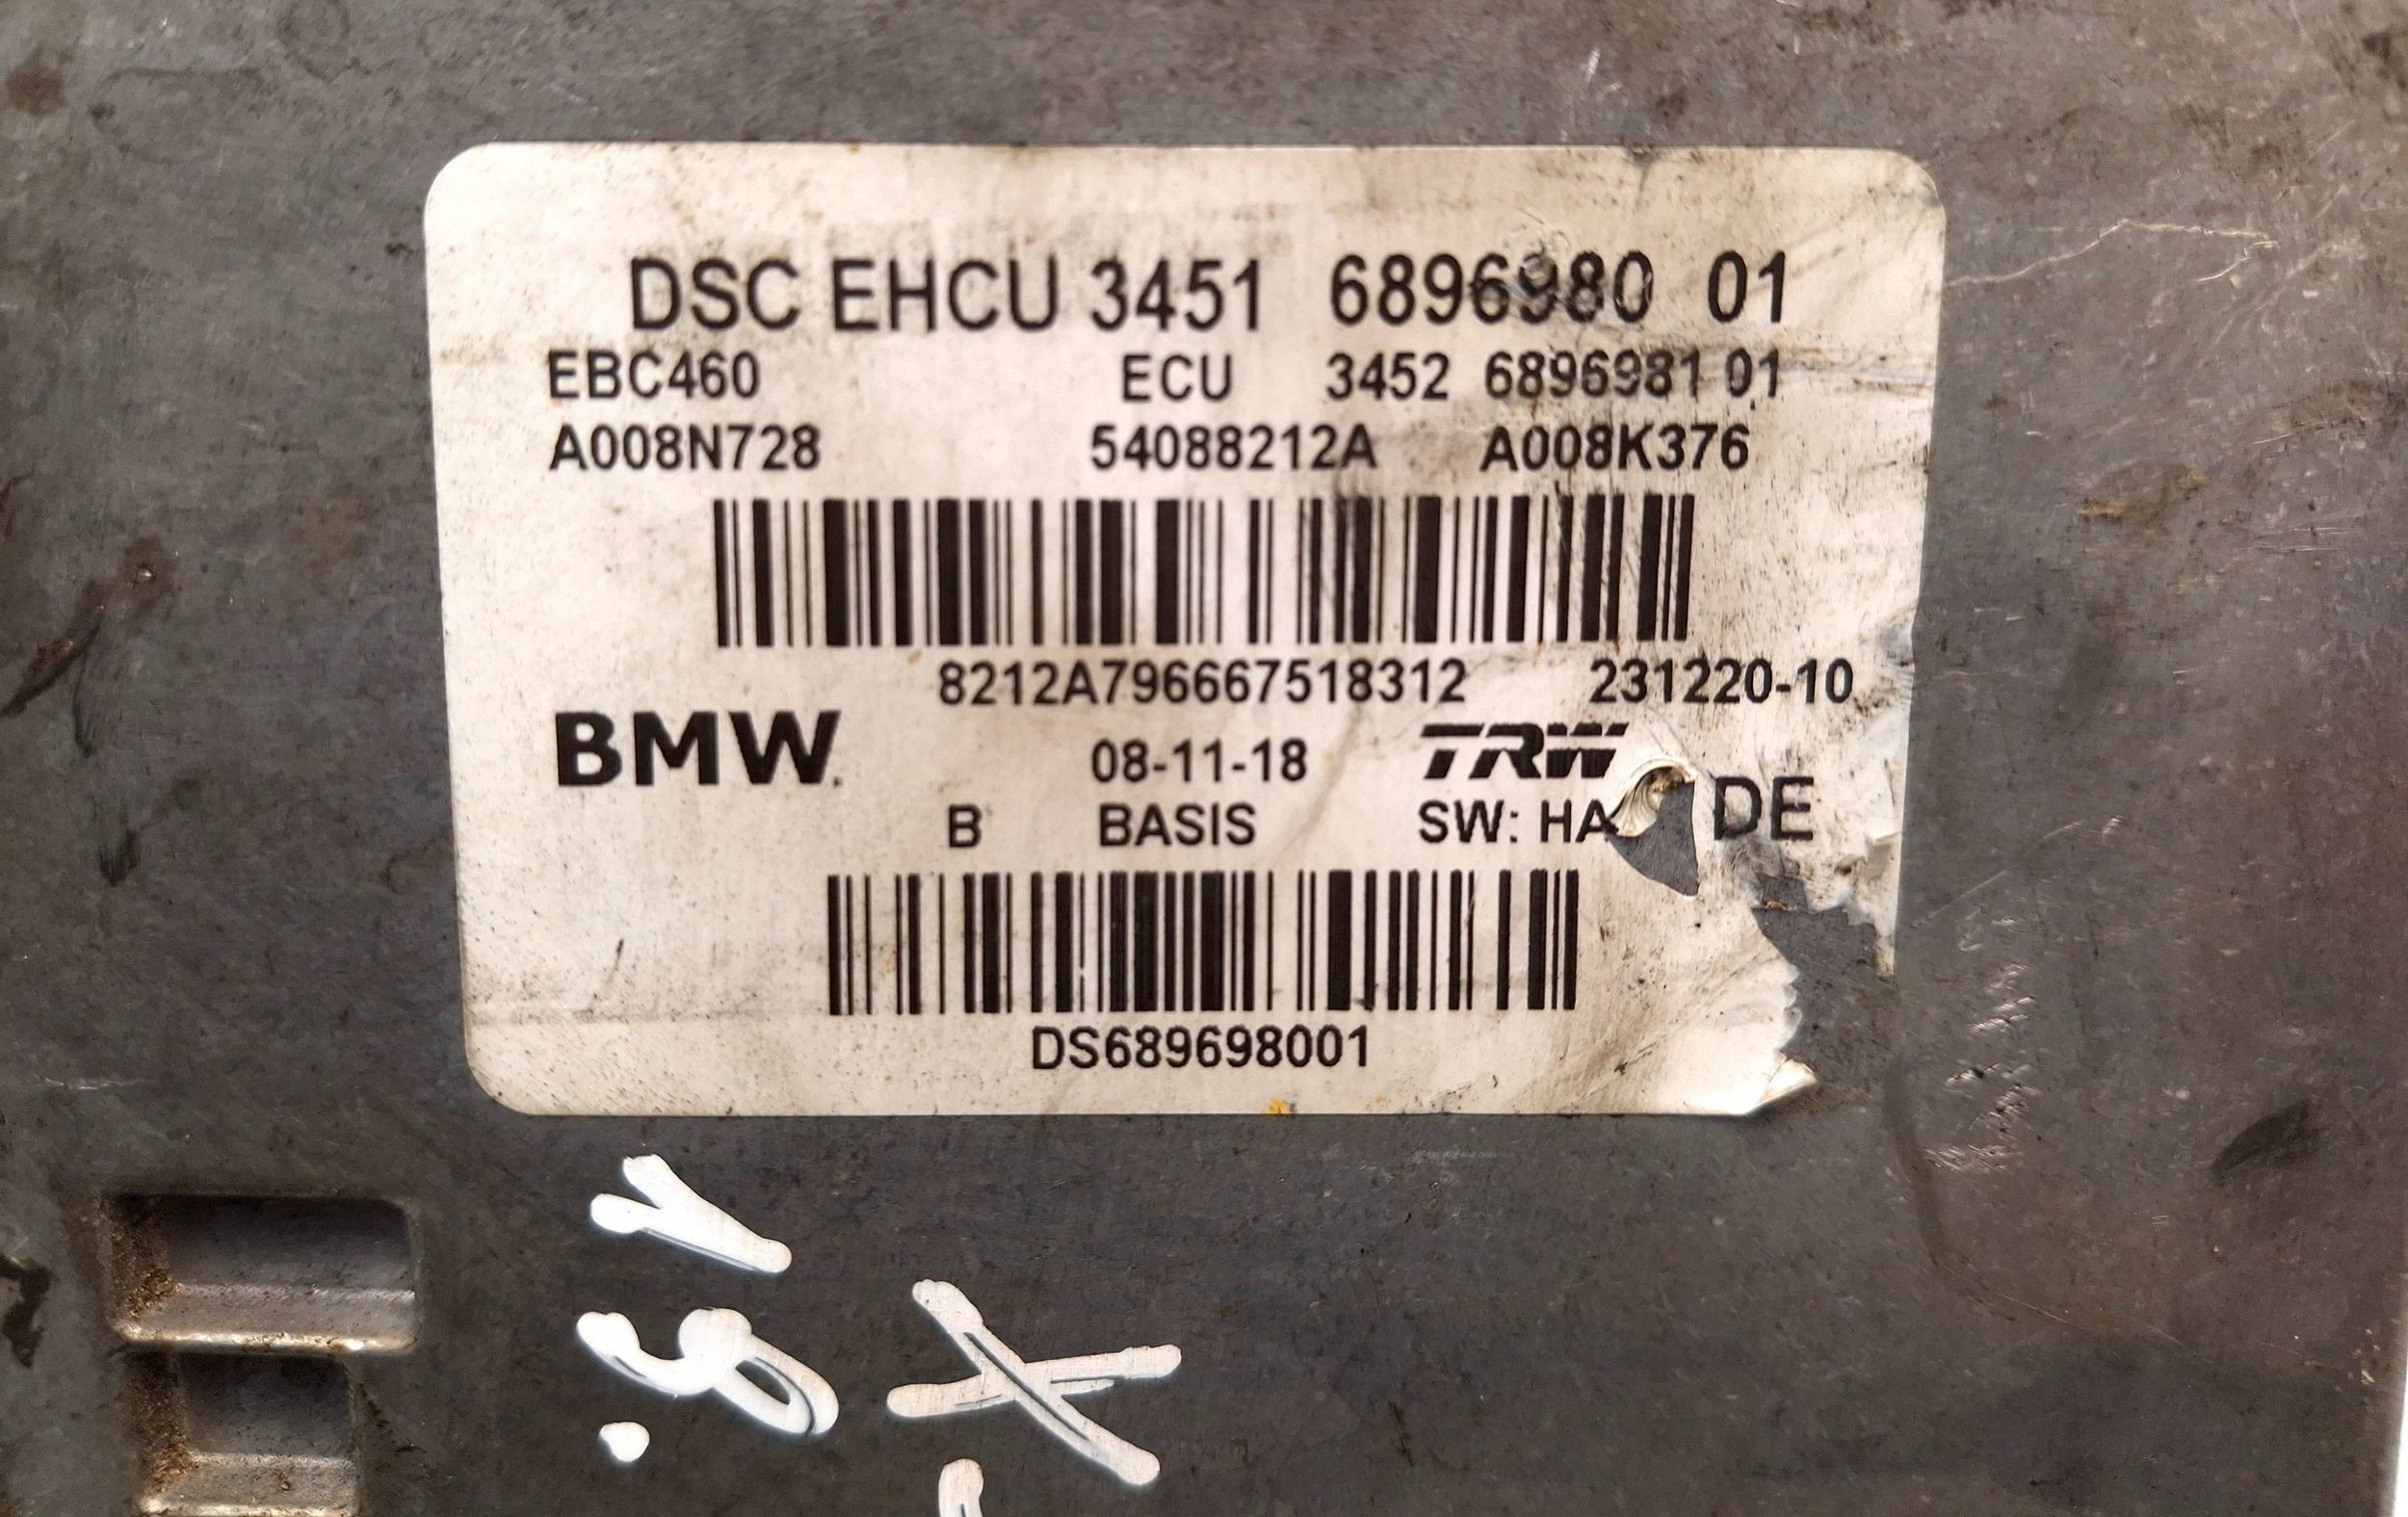 DSC EHCU 3451 6896980 01
EBC460 ECU 3452 6896981 01
A008N728 54088212A A008K376
8212A796667518312 231220-10
BMW 08-11-18 TRW
B BASIS SW: HA DE
DS689698001